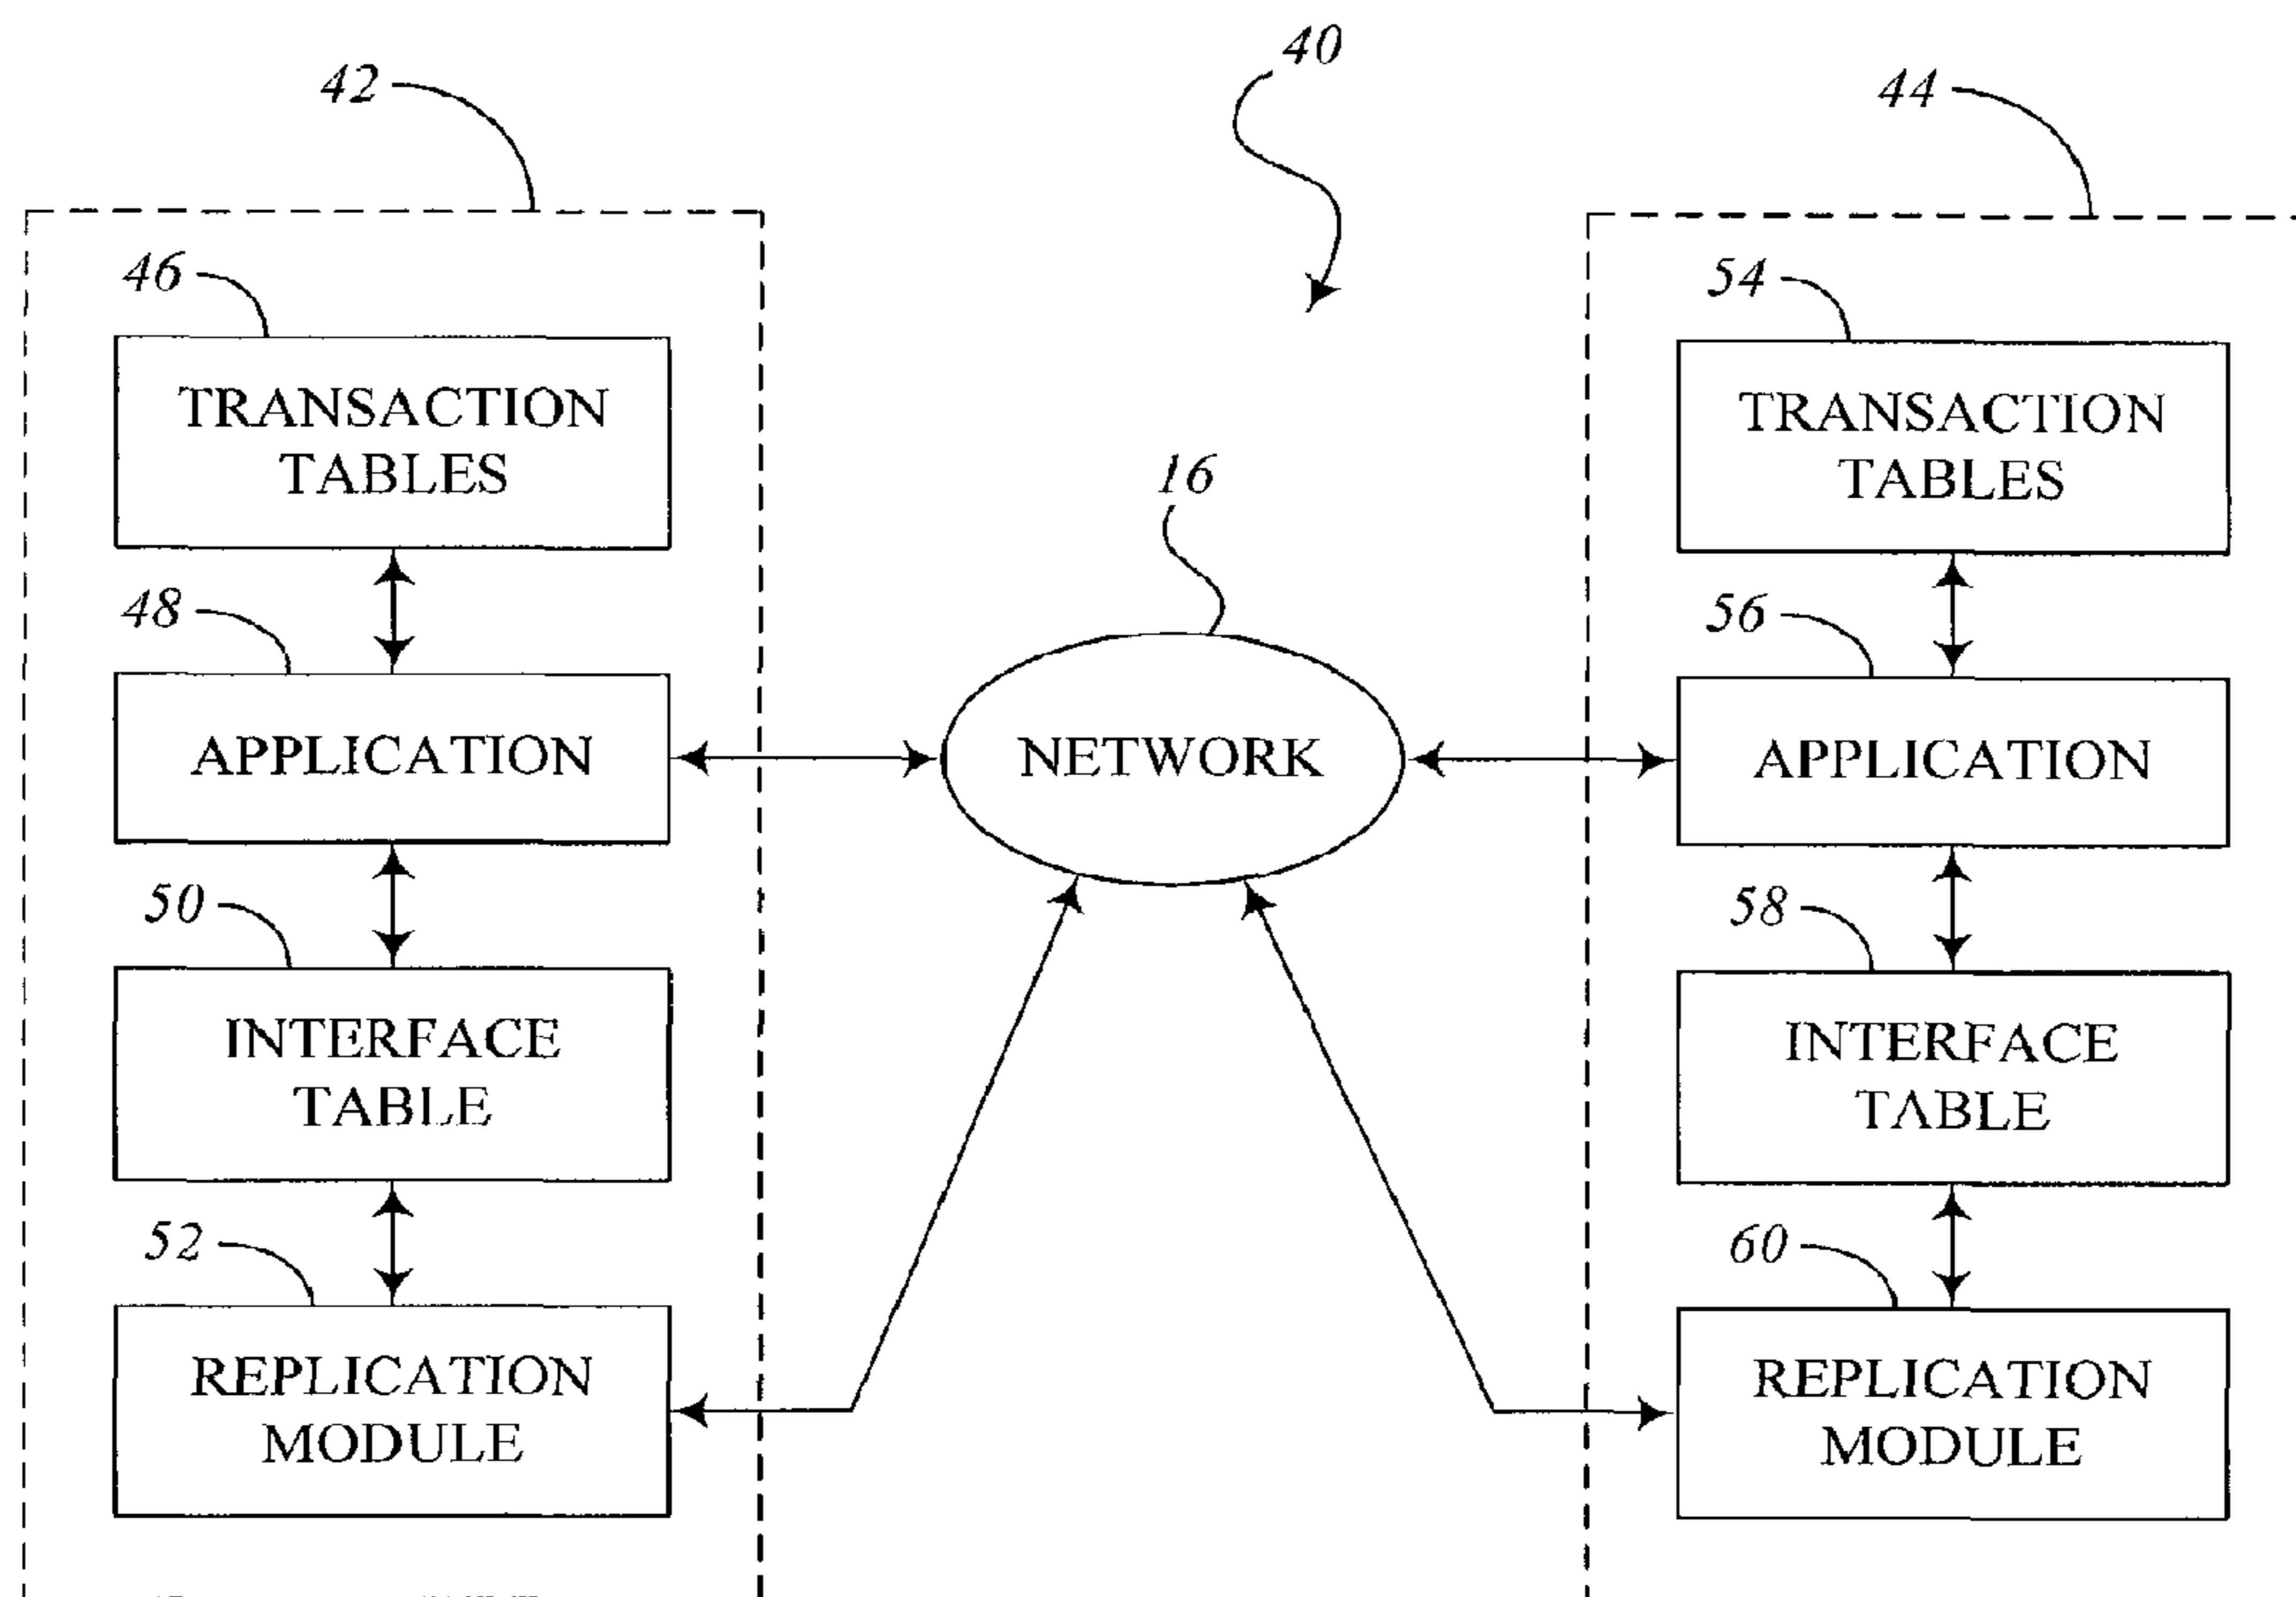 40
42
44
46
54
TRANSACTION
TABLES
TRANSACTION
TABLES
16
48
56
APPLICATION
NETWORK
APPLICATION
50
58
INTERFACE
TABLE
INTERFACE
TABLE
52
60
REPLICATION
MODULE
REPLICATION
MODULE